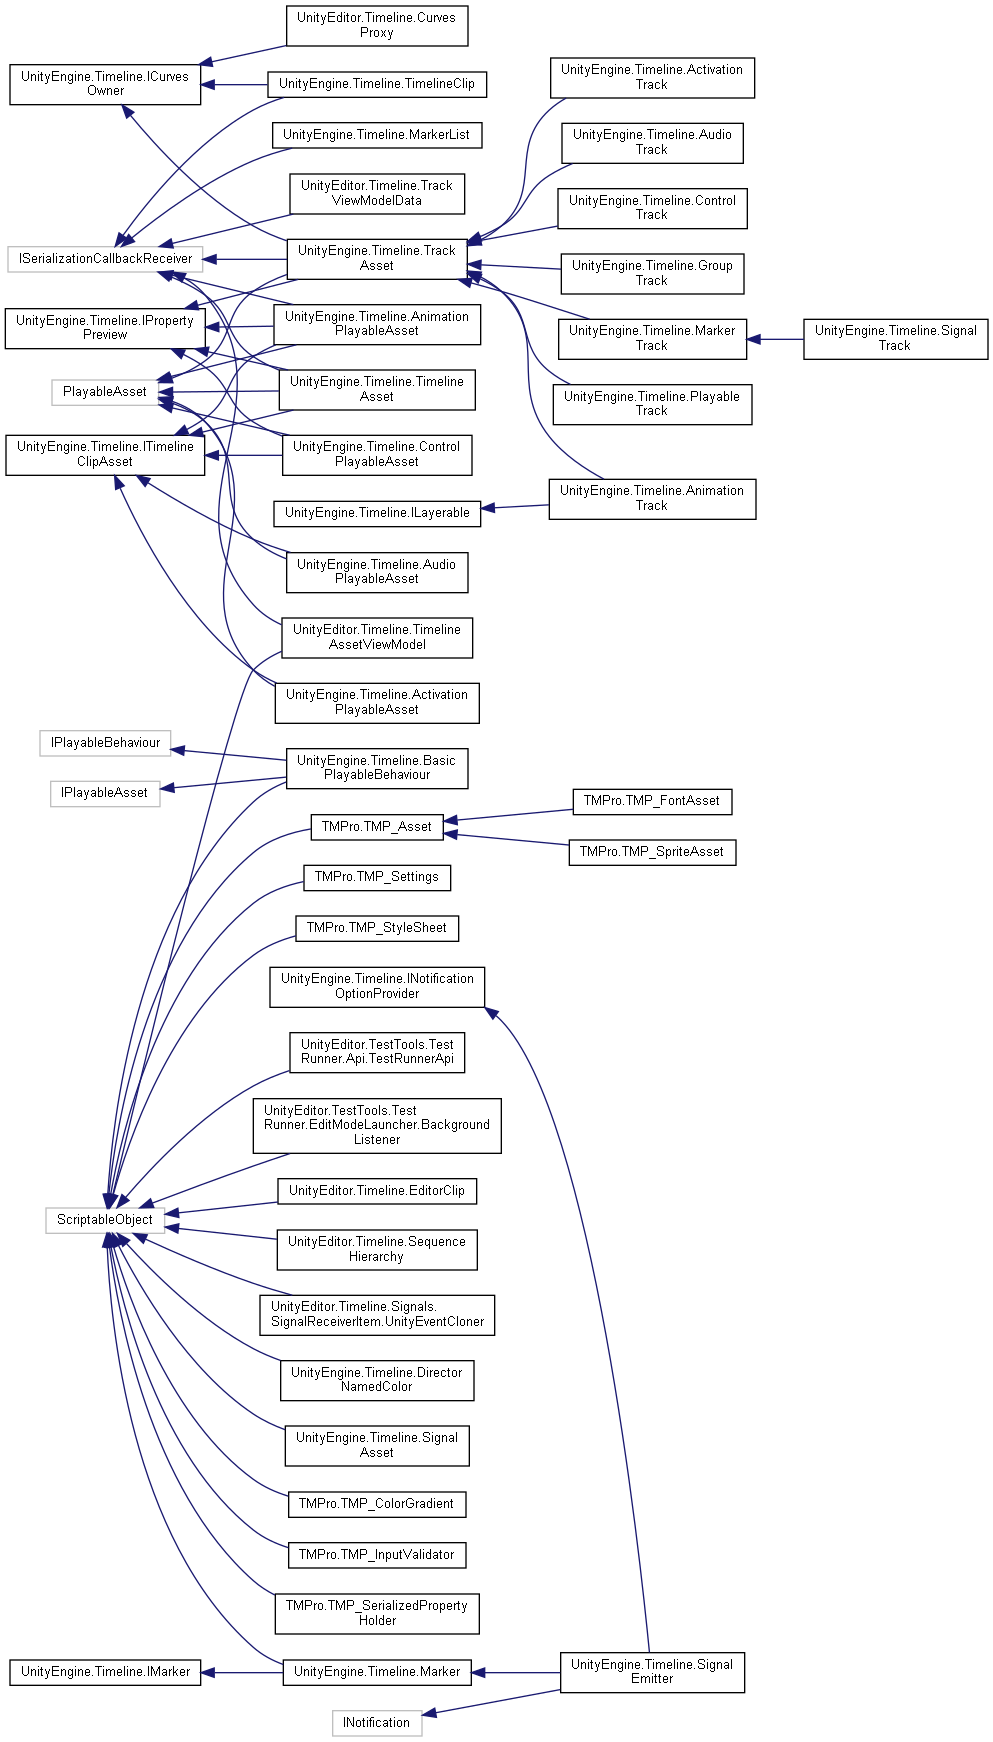 UnityEditor.Timeline.Curves
Proxy
UnityEngine.Timeline.ICurves
Owner
UnityEngine.Timeline.TimelineClip
UnityEngine.Timeline.Activation
Track
UnityEngine.Timeline.MarkerList
UnityEngine.Timeline.Audio
Track
UnityEditor.Timeline.Track
ViewModelData
UnityEngine.Timeline.Control
Track
ISerializationCallbackReceiver
UnityEngine.Timeline.Track
Asset
UnityEngine.Timeline.Group
Track
UnityEngine.Timeline.IProperty
Preview
UnityEngine.Timeline.Animation
PlayableAsset
UnityEngine.Timeline.Marker
Track
UnityEngine.Timeline.Signal
Track
PlayableAsset
UnityEngine.Timeline.Timeline
Asset
UnityEngine.Timeline.Playable
Track
UnityEngine.Timeline.ITimeline
ClipAsset
UnityEngine.Timeline.Control
PlayableAsset
UnityEngine.Timeline.ILayerable
UnityEngine.Timeline.Animation
Track
UnityEngine.Timeline.Audio
PlayableAsset
UnityEditor.Timeline.Timeline
AssetViewModel
UnityEngine.Timeline.Activation
PlayableAsset
IPlayableBehaviour
UnityEngine.Timeline.Basic
PlayableBehaviour
IPlayableAsset
TMPro.TMP_FontAsset
TMPro.TMP_Asset
TMPro.TMP_SpriteAsset
TMPro.TMP_Settings
TMPro.TMP_StyleSheet
UnityEngine.Timeline.INotification
OptionProvider
UnityEditor.TestTools.Test
Runner.Api.TestRunnerApi
UnityEditor.TestTools.Test
Runner.EditModeLauncher.Background
Listener
UnityEditor.Timeline.EditorClip
ScriptableObject
UnityEditor.Timeline.Sequence
Hierarchy
UnityEditor.Timeline.Signals.
SignalReceiverItem.UnityEventCloner
UnityEngine.Timeline.Director
NamedColor
UnityEngine.Timeline.Signal
Asset
TMPro.TMP_ColorGradient
TMPro.TMP_InputValidator
TMPro.TMP_SerializedProperty
Holder
UnityEngine.Timeline.IMarker
UnityEngine.Timeline.Marker
UnityEngine.Timeline.Signal
Emitter
INotification